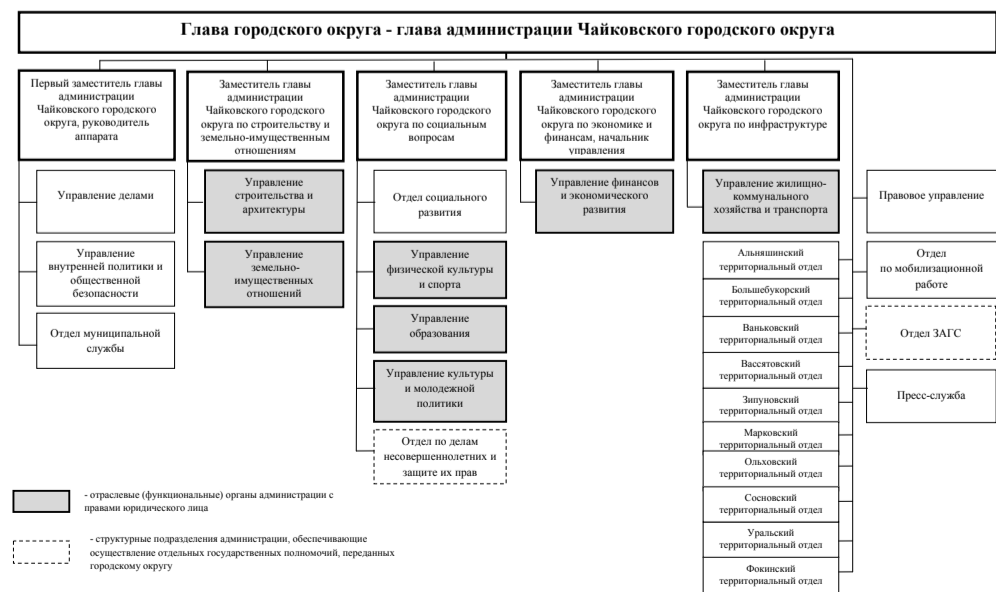 Глава городского округа - глава администрации Чайковского городского округа
Первый заместитель главы
администрации
Чайковского городского
округа, руководитель
аппарата
Заместитель главы
администрации
Чайковского городского
округа по строительству и
земельно-имущественным
отношениям
Заместитель главы
администрации
Чайковского городского
округа по социальным
вопросам
Заместитель главы
администрации
Чайковского городского
округа по экономике и
финансам, начальник
управления
Заместитель главы
администрации
Чайковского городского
округа по инфраструктуре
Управление делами
Управление
внутренней политики и
общественной
безопасности
Отдел муниципальной
службы
Управление
строительства и
архитектуры
Управление
земельно-
имущественных
отношений
Отдел социального
развития
Управление
физической культуры
и спорта
Управление
образования
Управление культуры
и молодежной
политики
Отдел по делам
несовершеннолетних и
защите их прав
Управление финансов
и экономического
развития
Управление жилищно-
коммунального
хозяйства и транспорта
Альняшинский
территориальный отдел
Большебукорский
территориальный отдел
Ваньковский
территориальный отдел
Вассятовский
территориальный отдел
Зипуновский
территориальный отдел
Марковский
территориальный отдел
Ольховский
территориальный отдел
Сосновский
территориальный отдел
Уральский
территориальный отдел
Фокинский
территориальный отдел
Правовое управление
Отдел
по мобилизационной
работе
Отдел ЗАГС
Пресс-служба
- отраслевые (функциональные) органы администрации с
правами юридического лица
- структурные подразделения администрации, обеспечивающие
осуществление отдельных государственных полномочий, переданных
городскому округу